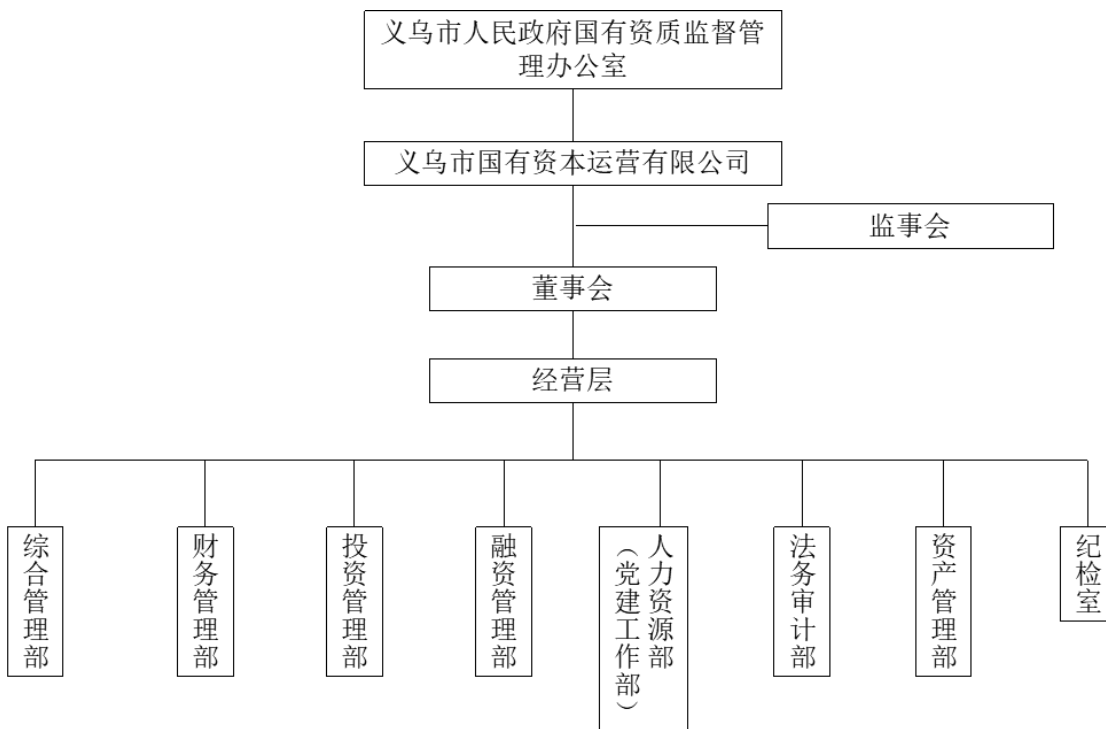 义乌市人民政府国有资质监督管
理办公室
义乌市国有资本运营有限公司
监事会
董事会
经营层
综合管理部
财务管理部
投资管理部
融资管理部
人力资源部
（党建工作部）
法务审计部
资产管理部
纪检室